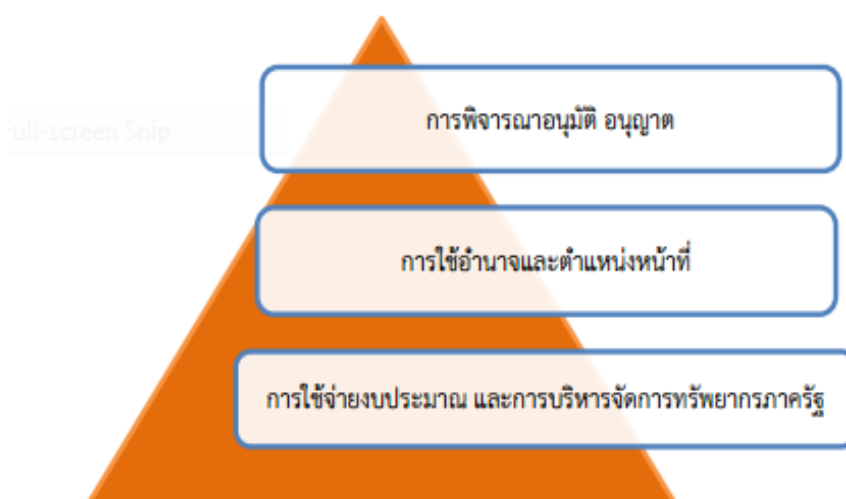 การพิจารณาอนุมัติ อนุญาต
Full-screen Snip
การใช้อำนาจและตำแหน่งหน้าที่
การใช้จ่ายงบประมาณ และการบริหารจัดการทรัพยากรภาครัฐ